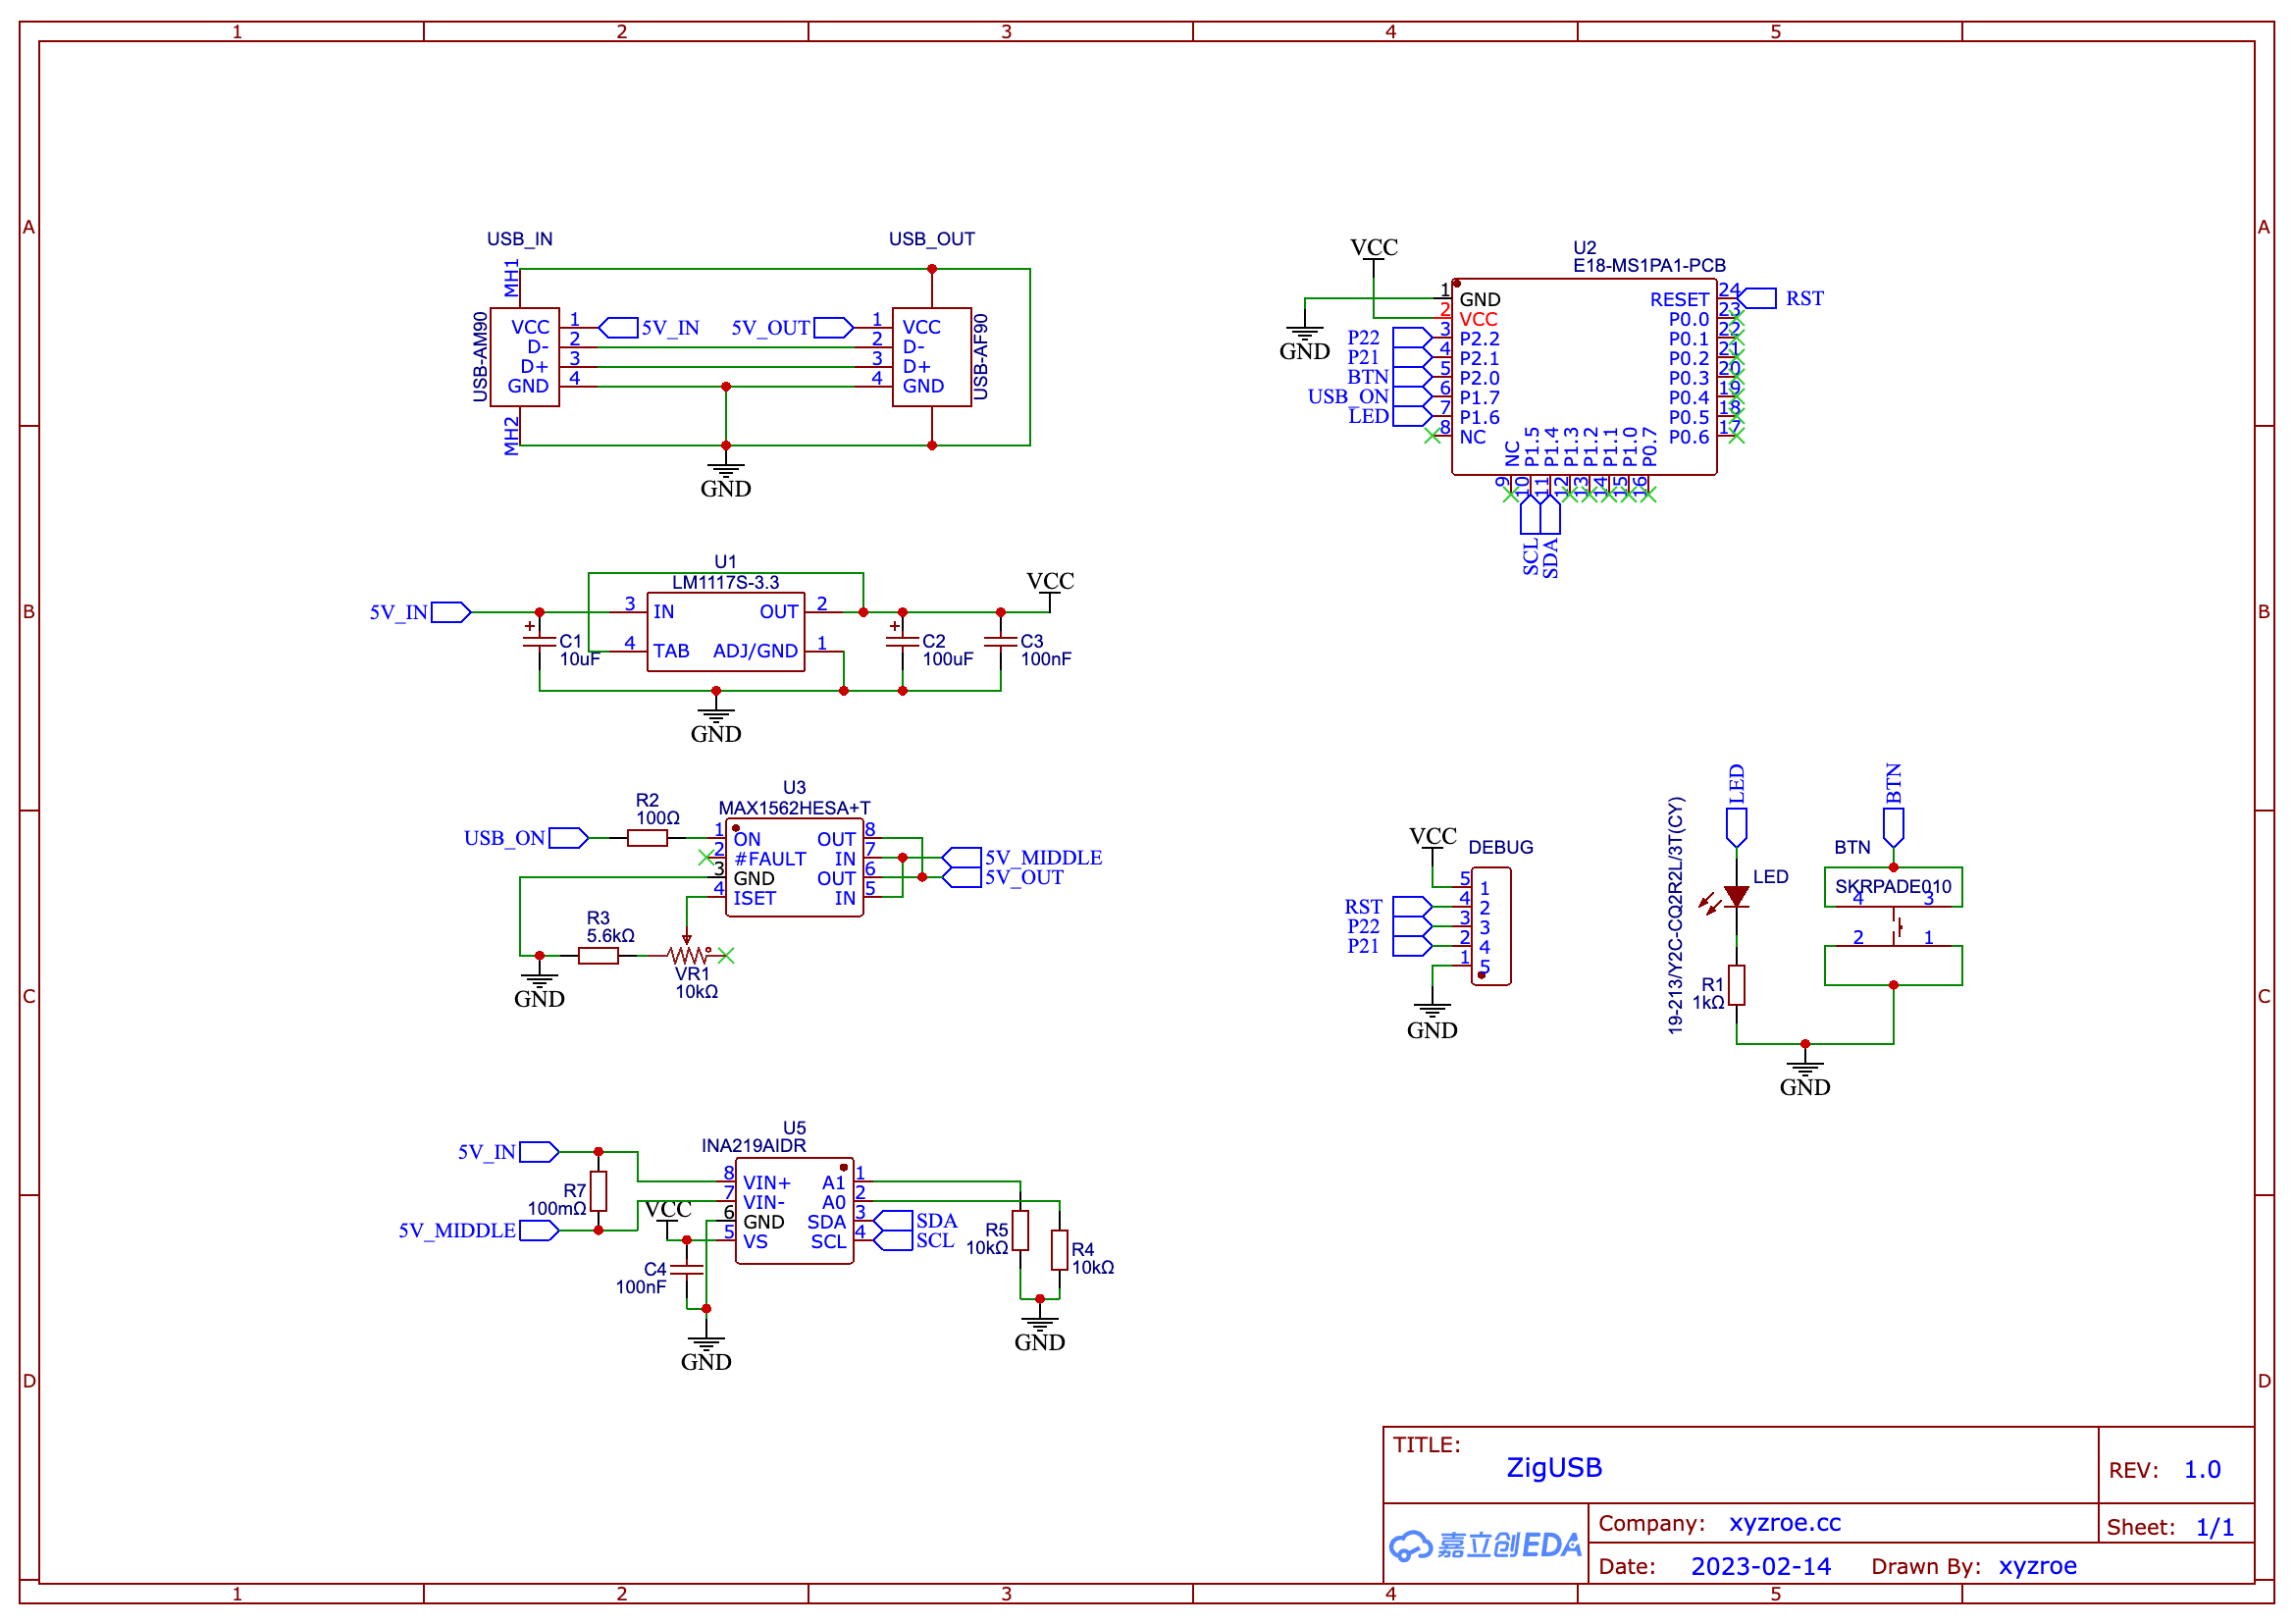 1 2 3 4 5
A A
B B
C C
D D
USB_IN
USB_OUT
MH1
USB-AM90
VCC 1 5V_IN
D- 2
D+ 3
GND 4
MH2
5V_OUT 1 VCC
2 D-
3 D+
4 GND
USB-AF90
GND
U1
LM1117S-3.3
5V_IN
3 IN
OUT 2
4 TAB
ADJ/GND 1
+ C1
10uF
+ C2
100uF
C3
100nF
VCC
GND
U3
MAX1562HESA+T
USB_ON
R2
100Ω
1 ON
2 #FAULT
3 GND
4 ISET
OUT 8
IN 7
OUT 6
IN 5
5V_MIDDLE
5V_OUT
R3
5.6kΩ
VR1
10kΩ
GND
U5
INA219AIDR
5V_IN
R7
100mΩ
5V_MIDDLE
VCC
8 VIN+
7 VIN-
6 GND
5 VS
A1 1
A0 2
SDA 3 SDA
SCL 4 SCL
C4
100nF
GND
R5
10kΩ
R4
10kΩ
GND
VCC
GND
U2
E18-MS1PA1-PCB
1 GND
2 VCC
P22 3 P2.2
P21 4 P2.1
BTN 5 P2.0
USB_ON 6 P1.7
LED 7 P1.6
8 NC
RESET 24 RST
P0.0 23
P0.1 22
P0.2 21
P0.3 20
P0.4 19
P0.5 18
P0.6 17
NC P1.5 P1.4 P1.3 P1.2 P1.1 P1.0 P0.7
9 10 11 12 13 14 15 16
SCL SDA
VCC
DEBUG
5 1
RST 4 2
P22 3 3
P21 2 4
1 5
GND
19-213/Y2C-CQ2R2L/3T(CY)
LED
LED
R1
1kΩ
BTN
BTN
SKRPADE010
4 3
2 1
GND
TITLE:
ZigUSB
REV: 1.0
嘉立创EDA
Company: xyzroe.cc
Sheet: 1/1
Date: 2023-02-14
Drawn By: xyzroe
1 2 3 4 5